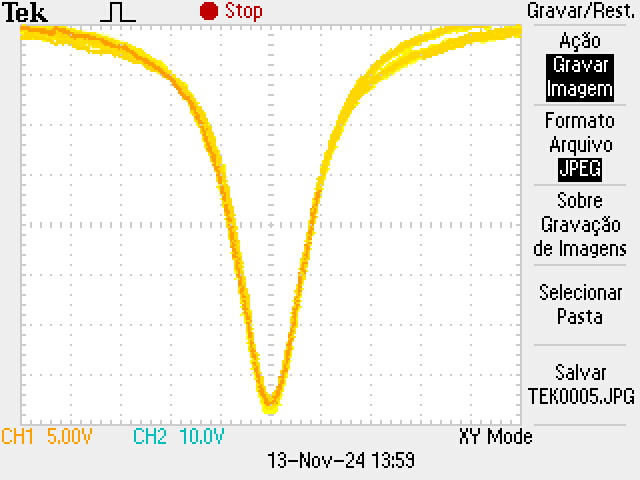 Tek Stop Gravar/Rest.
Ação
Gravar
Imagem
Formato
Arquivo
JPEG
Sobre
Gravação
de Imagens
Selecionar
Pasta
Salvar
TEK0005.JPG
CH1 5.00V CH2 10.0V XY Mode
13-Nov-24 13:59